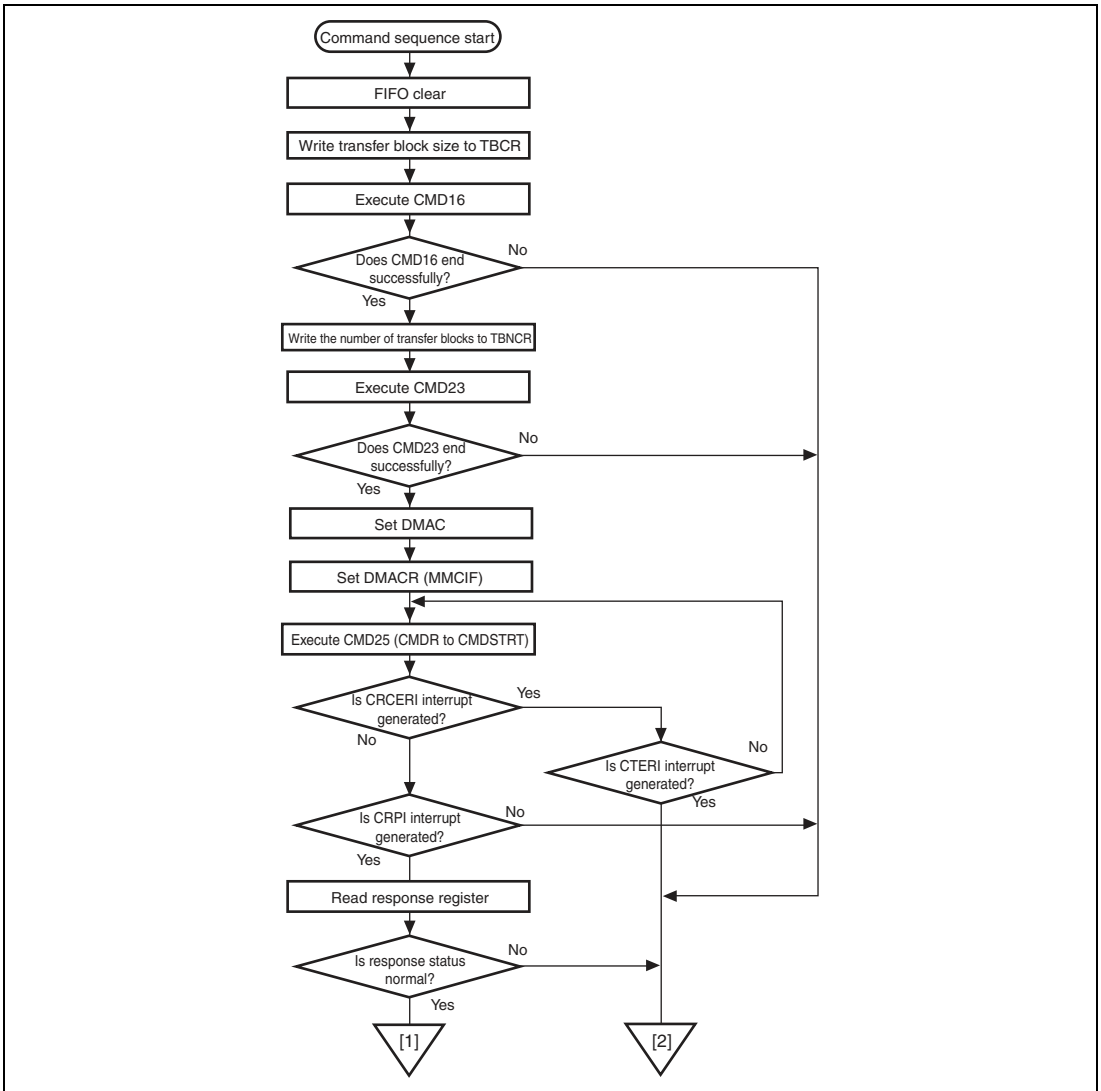 Command sequence start
FIFO clear
Write transfer block size to TBCR
Execute CMD16
Does CMD16 end
successfully?
No
Yes
Write the number of transfer blocks to TBNCR
Execute CMD23
Does CMD23 end
successfully?
No
Yes
Set DMAC
Set DMACR (MMCIF)
Execute CMD25 (CMDR to CMDSTRT)
Is CRCERI interrupt
generated?
Yes
No
Is CTERI interrupt
generated?
No
Yes
Is CRPI interrupt
generated?
No
Yes
Read response register
Is response status
normal?
No
Yes
[1]
[2]